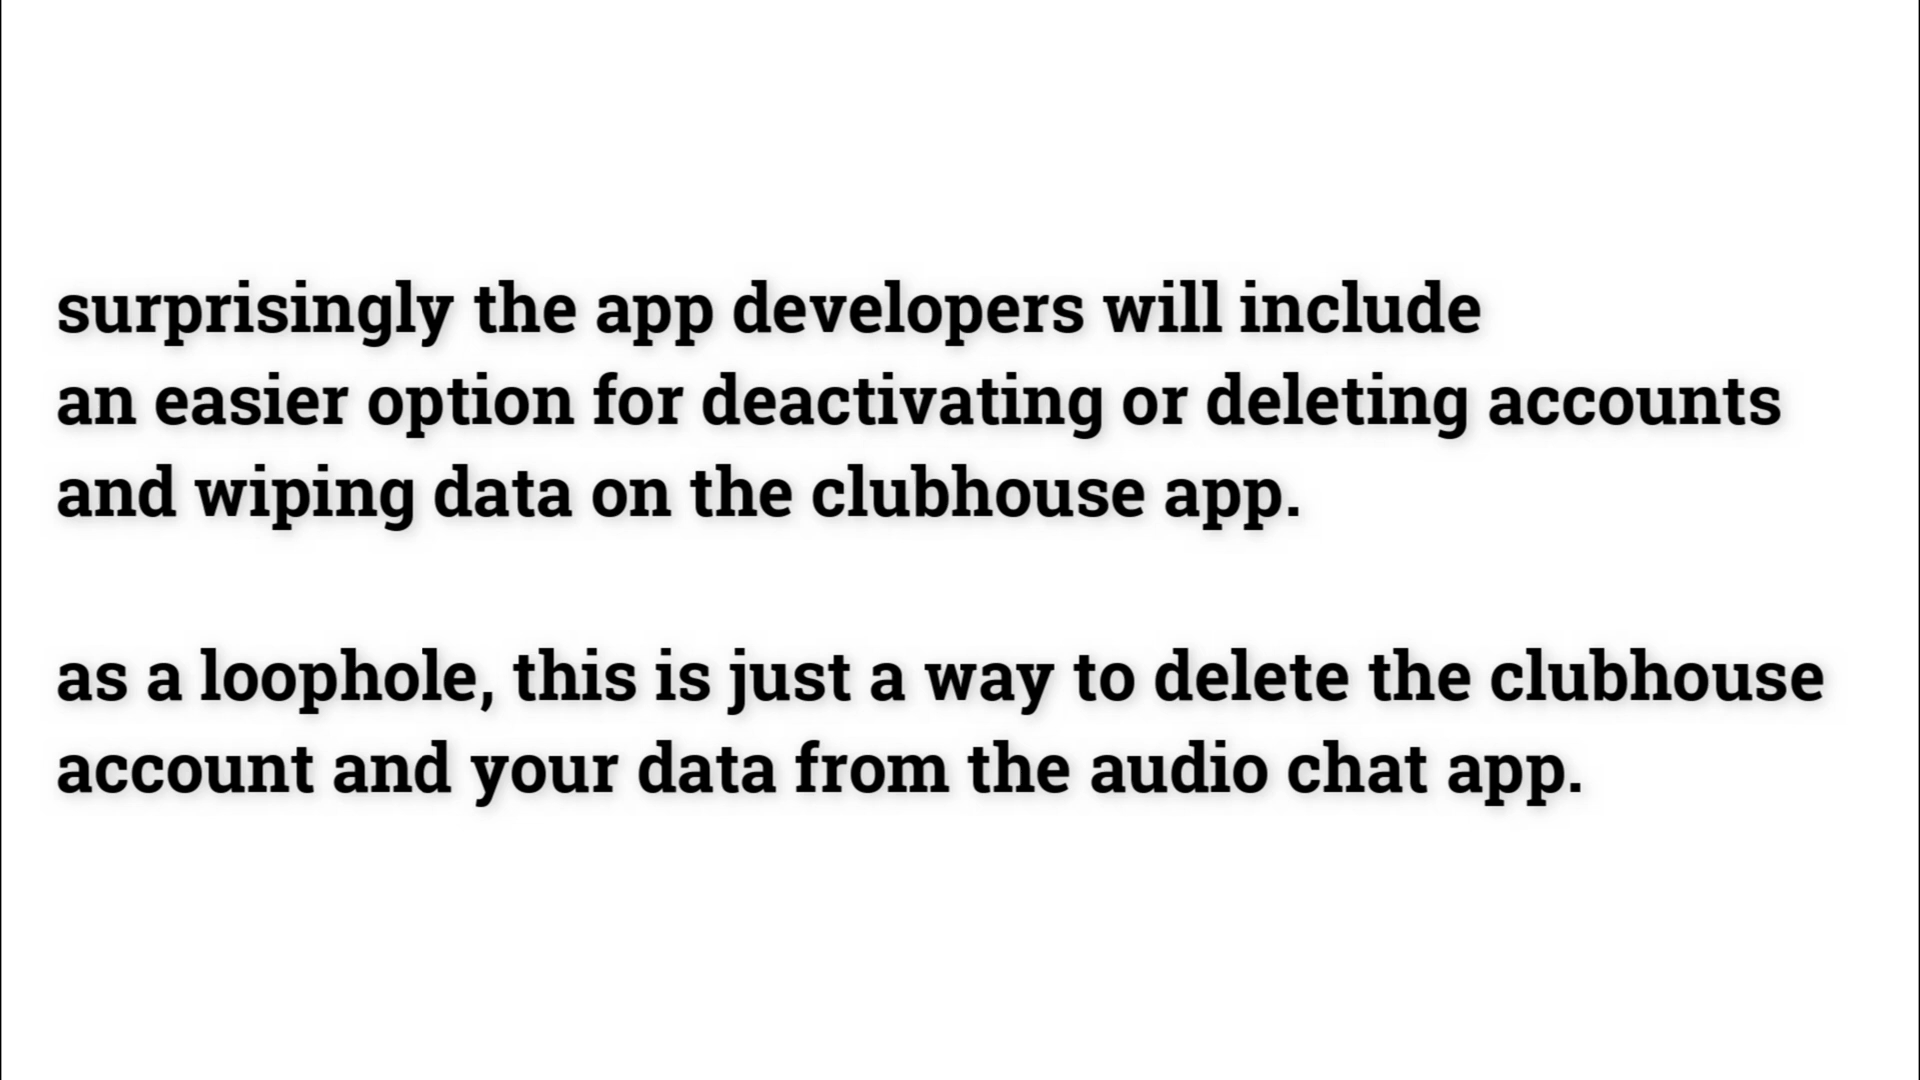 surprisingly the app developers will include
an easier option for deactivating or deleting accounts
and wiping data on the clubhouse app.
as a loophole, this is just a way to delete the clubhouse
account and your data from the audio chat app.